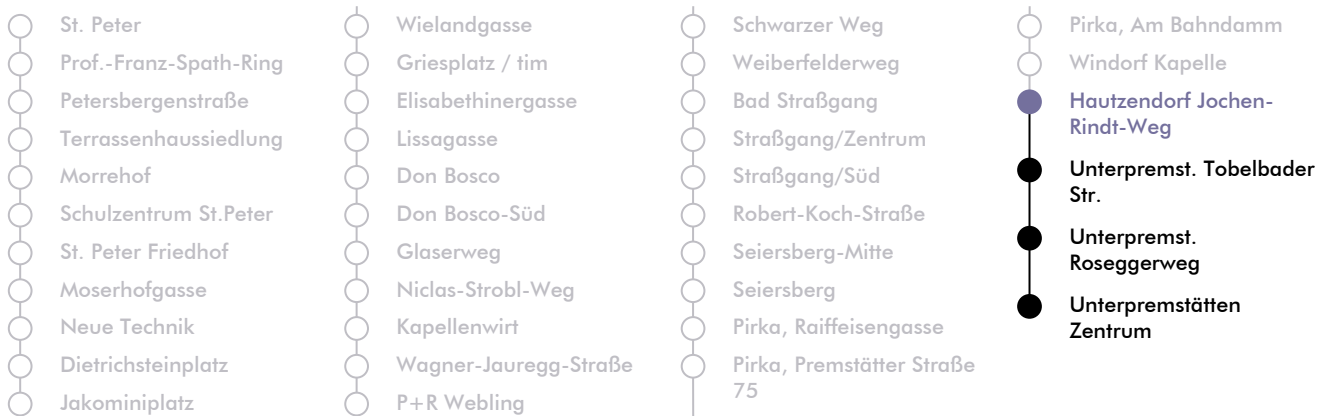 St. Peter
Prof.-Franz-Spath-Ring
Petersbergenstraße
Terrassenhaussiedlung
Morrehof
Schulzentrum St.Peter
St. Peter Friedhof
Moserhofgasse
Neue Technik
Dietrichsteinplatz
Jakominiplatz
Wielandgasse
Griesplatz / tim
Elisabethinergasse
Lissagasse
Don Bosco
Don Bosco-Süd
Glaserweg
Niclas-Strobl-Weg
Kapellenwirt
Wagner-Jauregg-Straße
P+R Webling
Schwarzer Weg
Weiberfelderweg
Bad Straßgang
Straßgang/Zentrum
Straßgang/Süd
Robert-Koch-Straße
Seiersberg-Mitte
Seiersberg
Pirka, Raiffeisengasse
Pirka, Premstätter Straße
75
Pirka, Am Bahndamm
Windorf Kapelle
Hautzendorf Jochen-
Rindt-Weg
Unterpremst. Tobelbader
Str.
Unterpremst.
Roseggerweg
Unterpremstätten
Zentrum